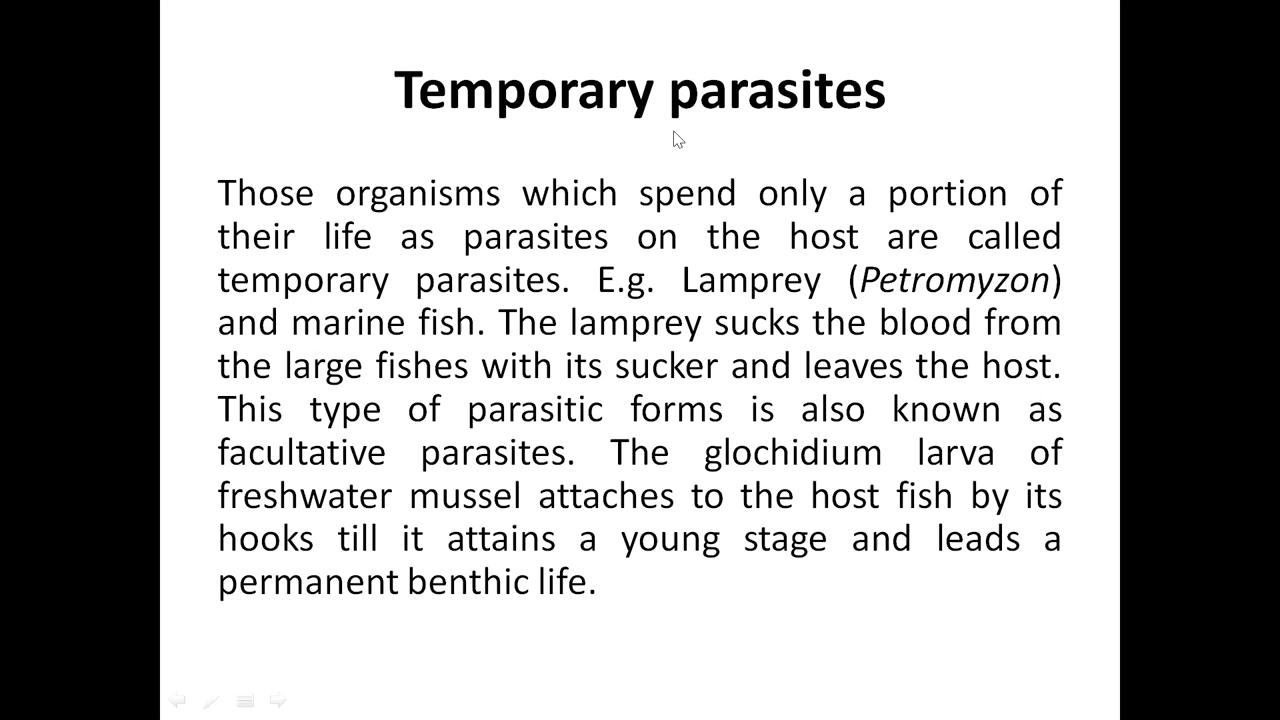 Temporary parasites
Those organisms which spend only a portion of
their life as parasites on the host are called
temporary parasites. E.g. Lamprey (Petromyzon)
and marine fish. The lamprey sucks the blood from
the large fishes with its sucker and leaves the host.
This type of parasitic forms is also known as
facultative parasites. The glochidium larva of
freshwater mussel attaches to the host fish by its
hooks till it attains a young stage and leads a
permanent benthic life.